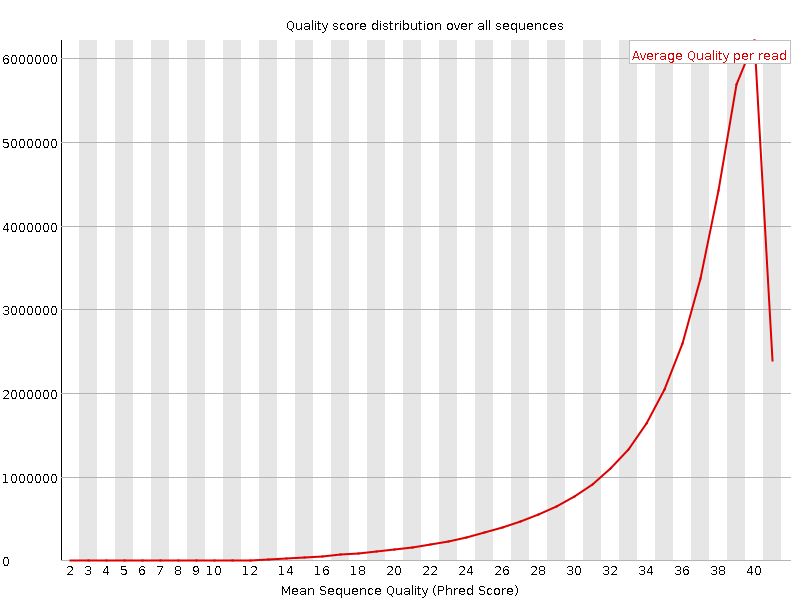 Quality score distribution over all sequences
Average Quality per read
6000000
5000000
4000000
3000000
2000000
1000000
0
2 3 4 5 6 7 8 9 10 12 14 16 18 20 22 24 26 28 30 32 34 36 38 40
Mean Sequence Quality (Phred Score)